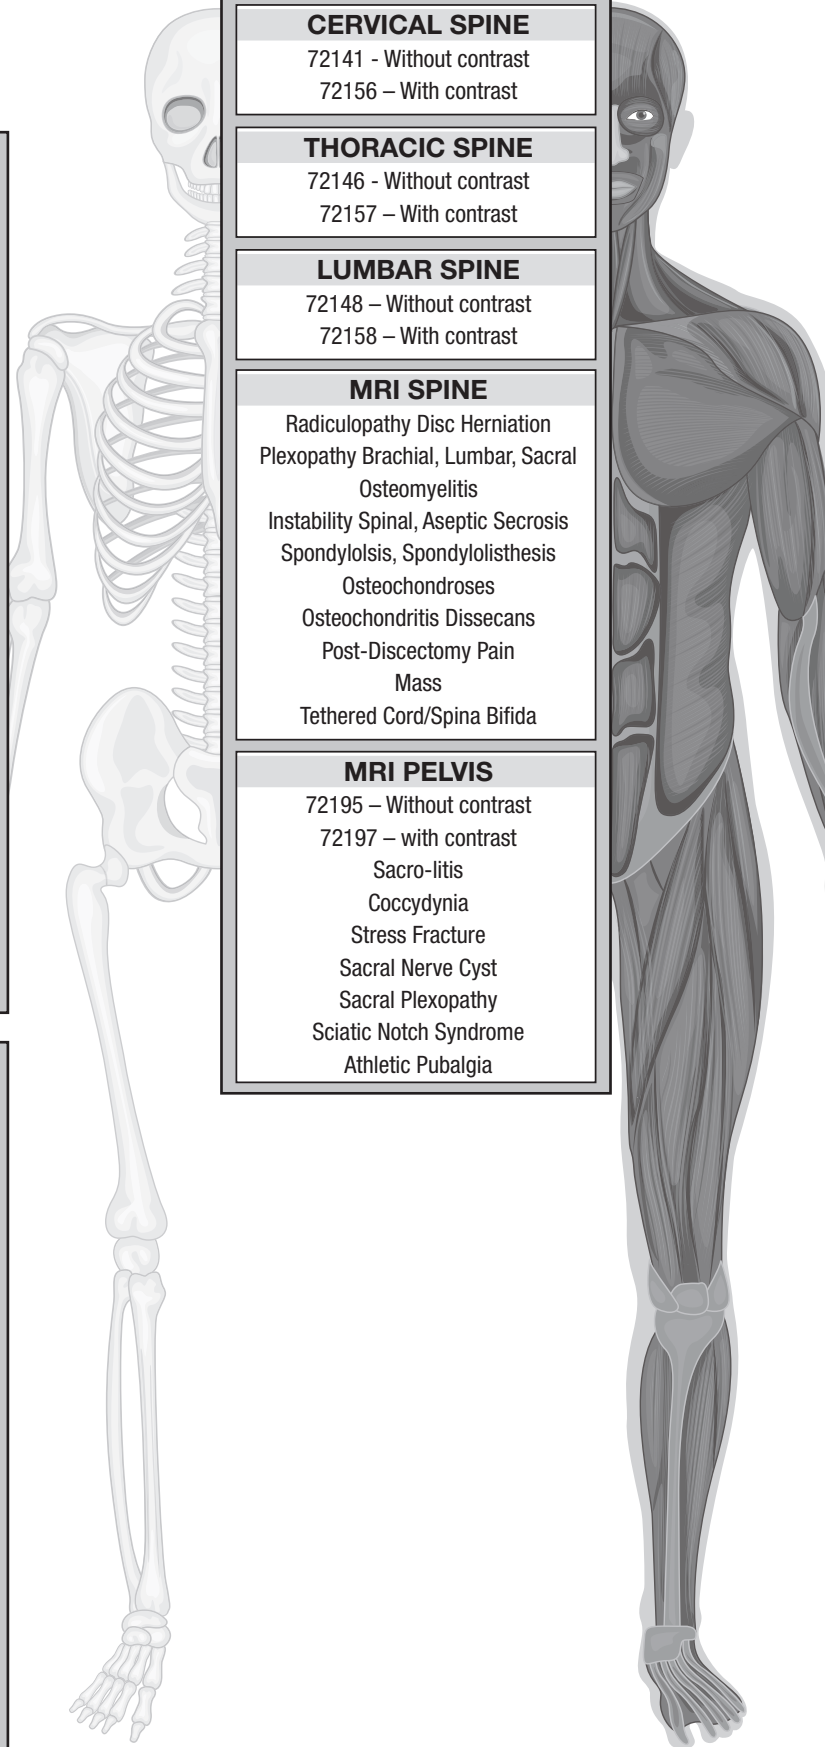 CERVICAL SPINE
72141 - Without contrast
72156 – With contrast
THORACIC SPINE
72146 - Without contrast
72157 – With contrast
LUMBAR SPINE
72148 – Without contrast
72158 – With contrast
MRI SPINE
Radiculopathy Disc Herniation
Plexopathy Brachial, Lumbar, Sacral
Osteomyelitis
Instability Spinal, Aseptic Secrosis
Spondylolsis, Spondylolisthesis
Osteochondroses
Osteochondritis Dissecans
Post-Discectomy Pain
Mass
Tethered Cord/Spina Bifida
MRI PELVIS
72195 – Without contrast
72197 – with contrast
Sacro-litis
Coccydynia
Stress Fracture
Sacral Nerve Cyst
Sacral Plexopathy
Sciatic Notch Syndrome
Athletic Pubalgia